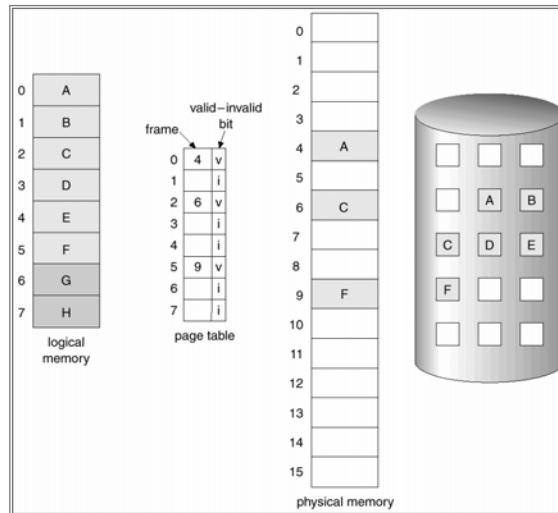 0 A
1 B
2 C
3 D
4 E
5 F
6 G
7 H
logical
memory
valid–invalid
bit
frame
0 4 v
1 i
2 6 v
3 i
4 i
5 9 v
6 i
7 i
page table
0
1
2
3
4 A
5
6 C
7
8
9 F
10
11
12
13
14
15
physical memory
A B
C D E
F